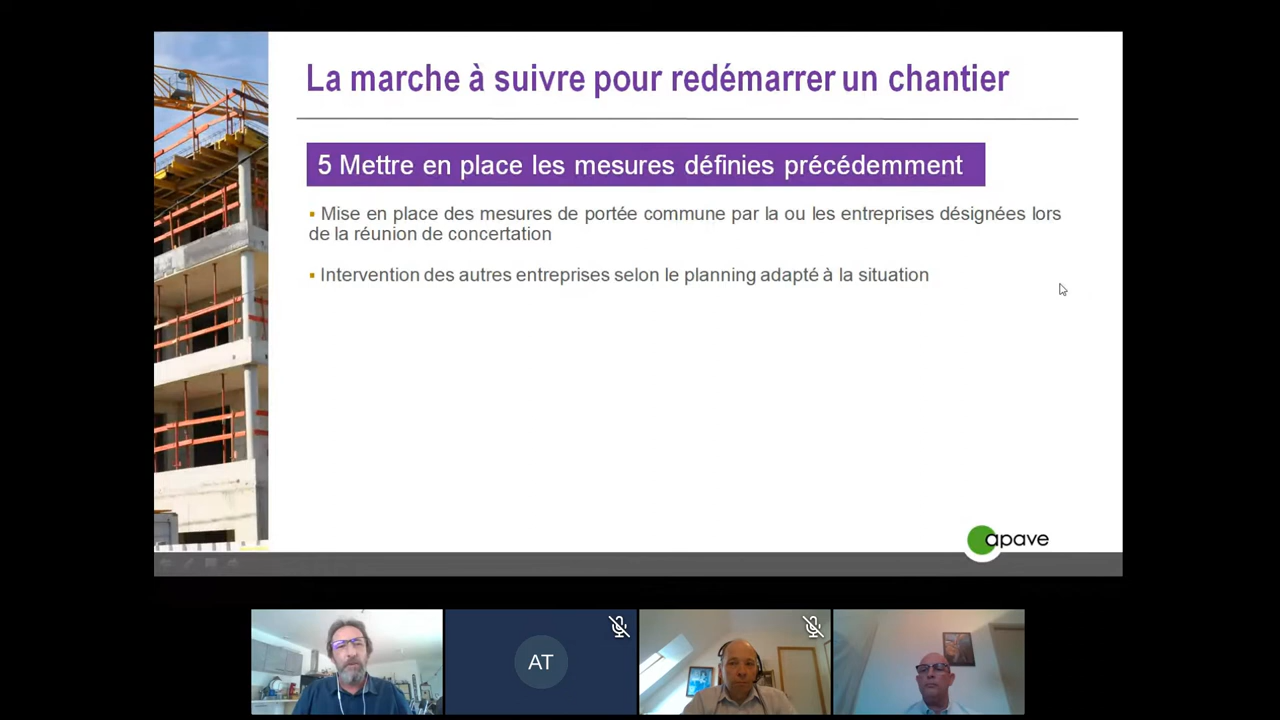 La marche à suivre pour redémarrer un chantier
5 Mettre en place les mesures définies précédemment
▪ Mise en place des mesures de portée commune par la ou les entreprises désignées lors
de la réunion de concertation
▪ Intervention des autres entreprises selon le planning adapté à la situation
apave
AT